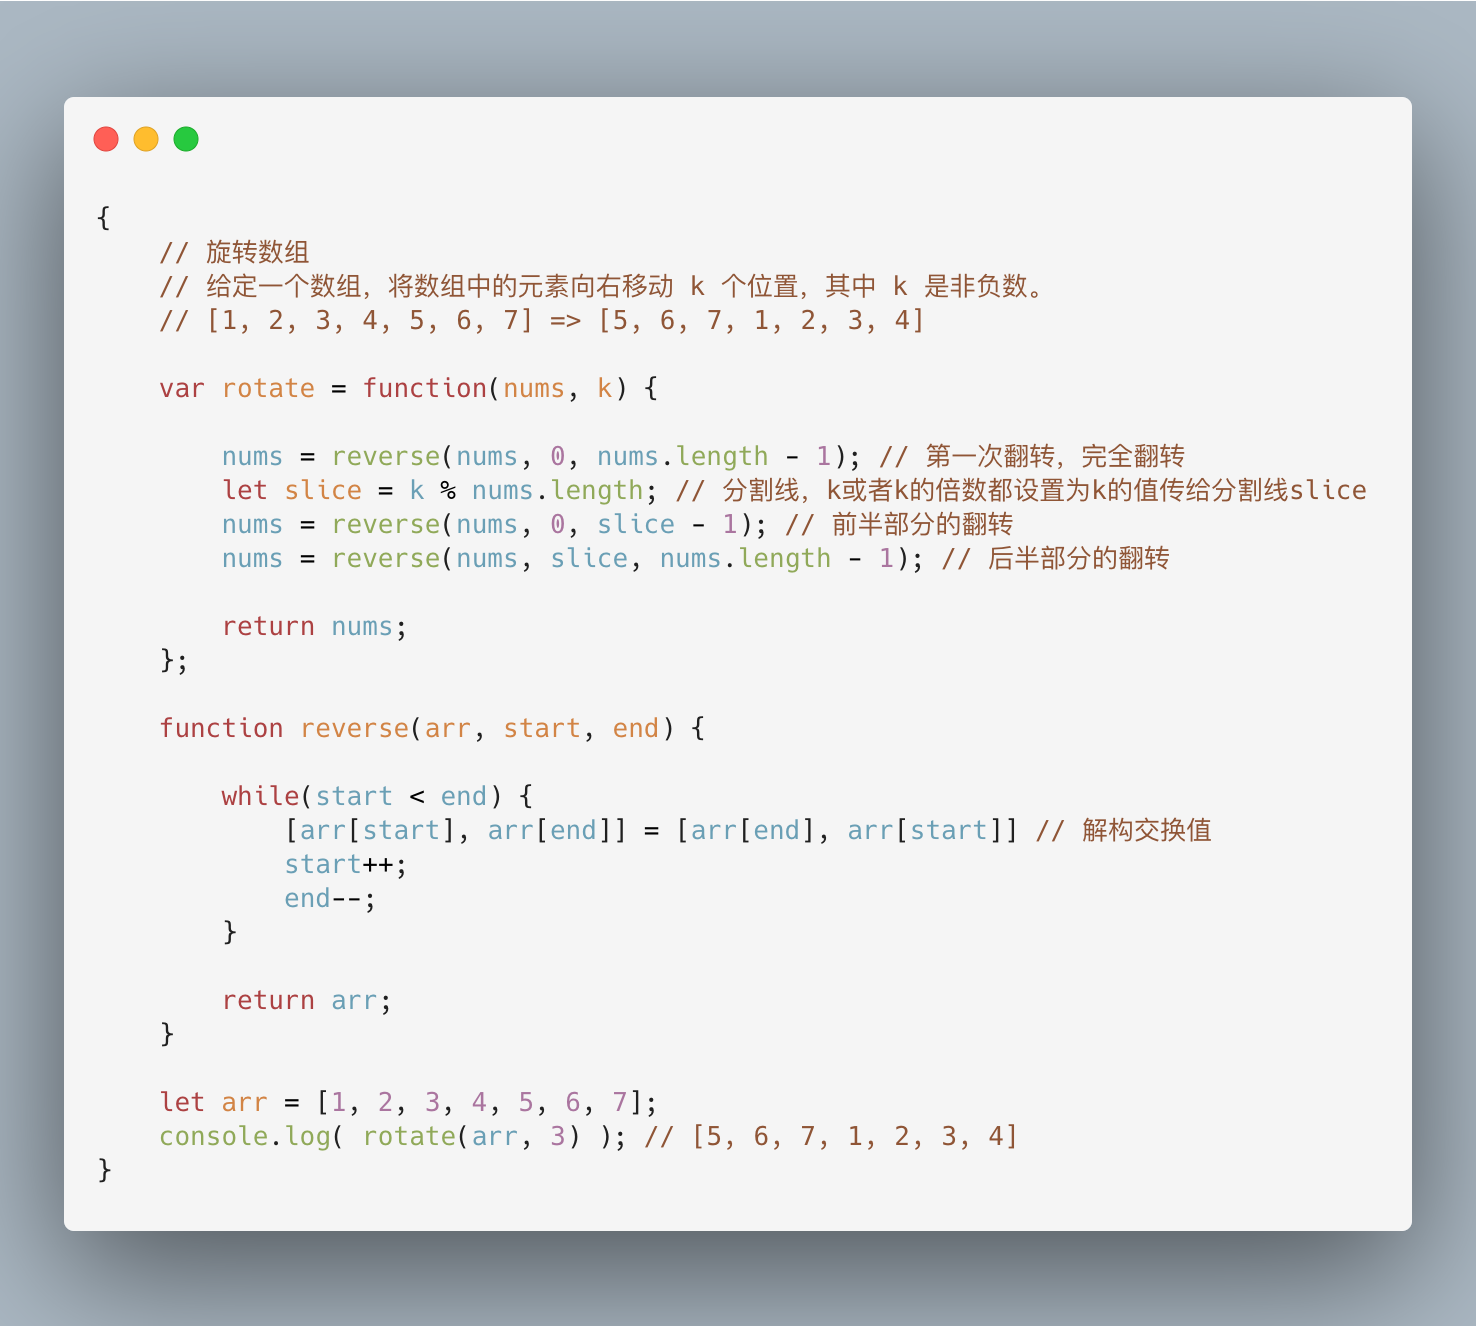 {
    // 旋转数组
    // 给定一个数组，将数组中的元素向右移动 k 个位置，其中 k 是非负数。
    // [1, 2, 3, 4, 5, 6, 7] => [5, 6, 7, 1, 2, 3, 4]
    var rotate = function(nums, k) {
        nums = reverse(nums, 0, nums.length - 1); // 第一次翻转，完全翻转
        let slice = k % nums.length; // 分割线，k或者k的倍数都设置为k的值传给分割线slice
        nums = reverse(nums, 0, slice - 1); // 前半部分的翻转
        nums = reverse(nums, slice, nums.length - 1); // 后半部分的翻转
        return nums;
    };
    function reverse(arr, start, end) {
        while(start < end) {
            [arr[start], arr[end]] = [arr[end], arr[start]] // 解构交换值
            start++;
            end--;
        }
        return arr;
    }
    let arr = [1, 2, 3, 4, 5, 6, 7];
    console.log( rotate(arr, 3) ); // [5, 6, 7, 1, 2, 3, 4]
}